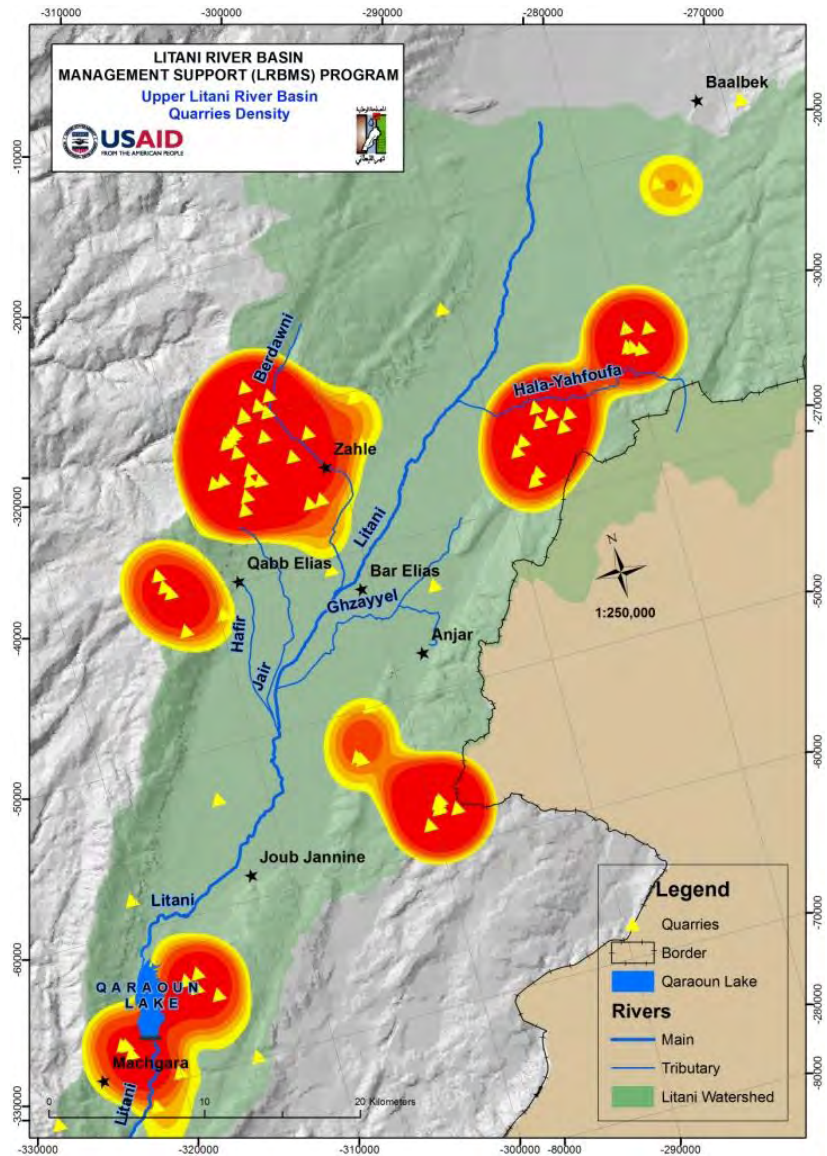 -310000
-300000
-290000
-280000
-270000
LITANI RIVER BASIN
MANAGEMENT SUPPORT (LRBMS) PROGRAM
Upper Litani River Basin
Quarries Density
USAID
FROM THE AMERICAN PEOPLE
Baalbek
-20000
-10000
-30000
-20000
Berdawni
Hala-Yahfoufa
-270000
Zahle
Litani
-320000
Qabb Elias
Bar Elias
Ghzayyel
N
1:250,000
-50000
-40000
Hafir
Jair
Anjar
-60000
-50000
Joub Jannine
Litani
Legend
Quarries
-70000
Border
-60000
QARAOUN
LAKE
Qaraoun Lake
Rivers
-280000
Main
Machgara
Tributary
-80000
Litani
0 10 20 Kilometers
Litani Watershed
-330000
-330000
-320000
-310000
-300000
-80000
-290000